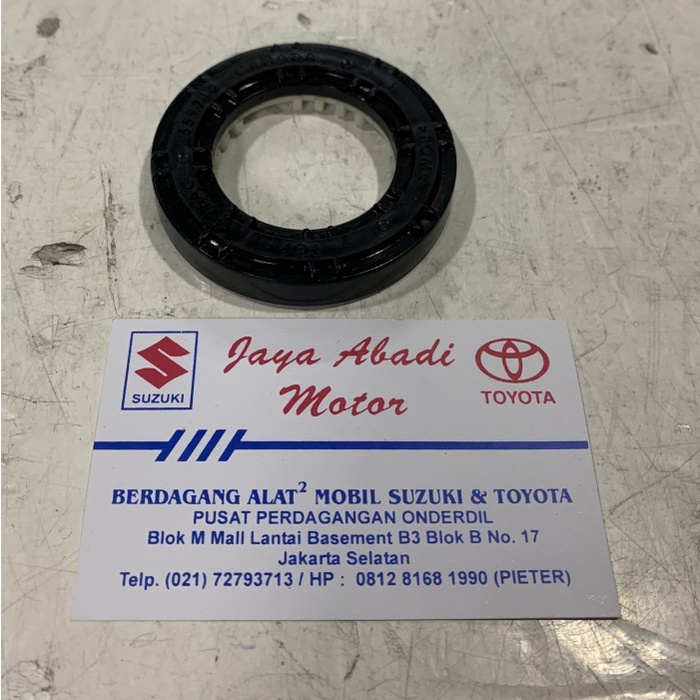 SUZUKI
Jaya Abadi
Motor
TOYOTA
BERDAGANG ALAT² MOBIL SUZUKI & TOYOTA
PUSAT PERDAGANGAN ONDERDIL
Blok M Mall Lantai Basement B3 Blok B No. 17
Jakarta Selatan
Telp. (021) 72793713 / HP : 0812 8168 1990 (PIETER)